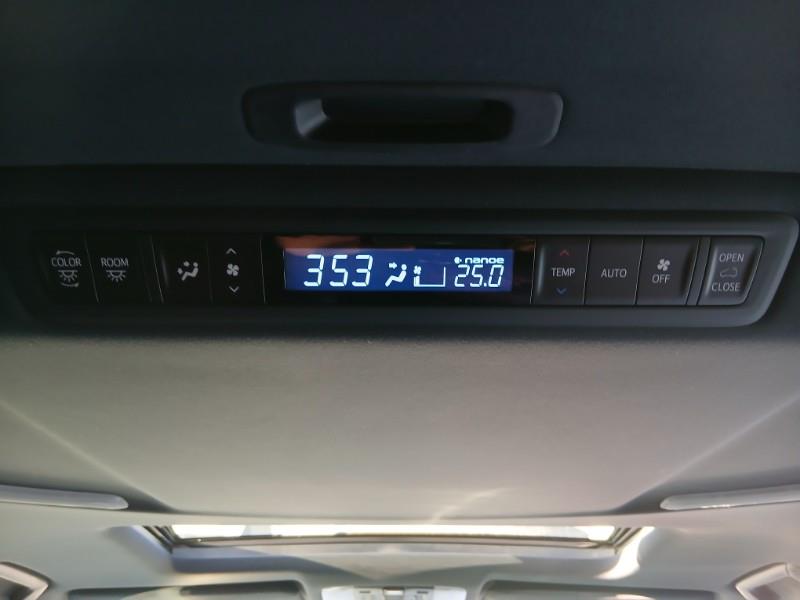 COLOR
ROOM
353
nanoe
25.0
TEMP
AUTO
OFF
OPEN
CLOSE